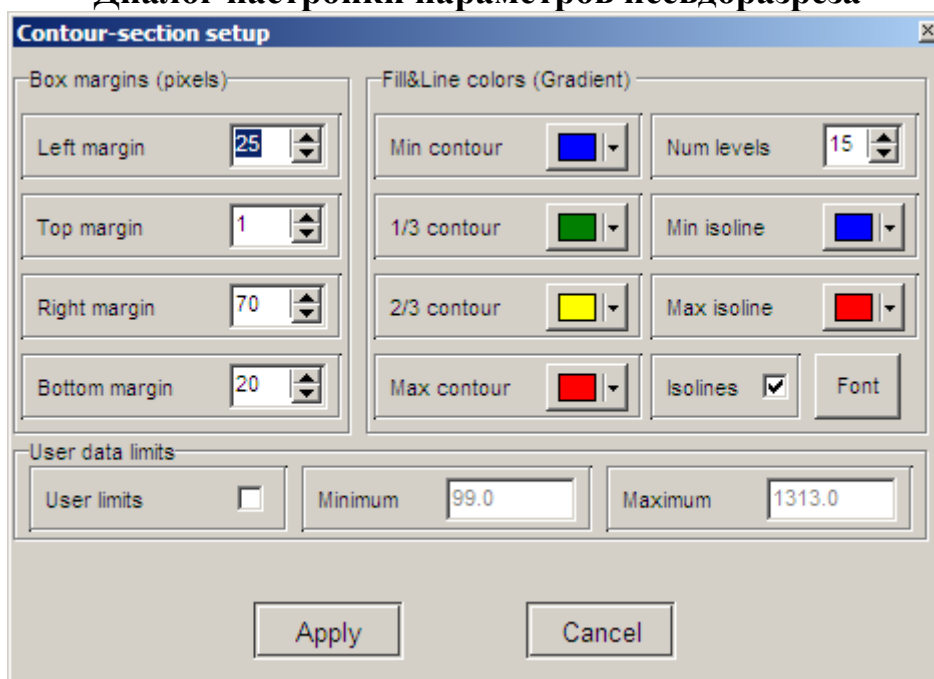 Диалог настройки параметров псевдоразреза
Contour-section setup
Box margins (pixels)
Left margin 25
Top margin 1
Right margin 70
Bottom margin 20
Fill&Line colors (Gradient)
Min contour
Num levels 15
1/3 contour
Min isoline
2/3 contour
Max isoline
Max contour
Isolines
Font
User data limits
User limits
Minimum 99.0
Maximum 1313.0
Apply
Cancel